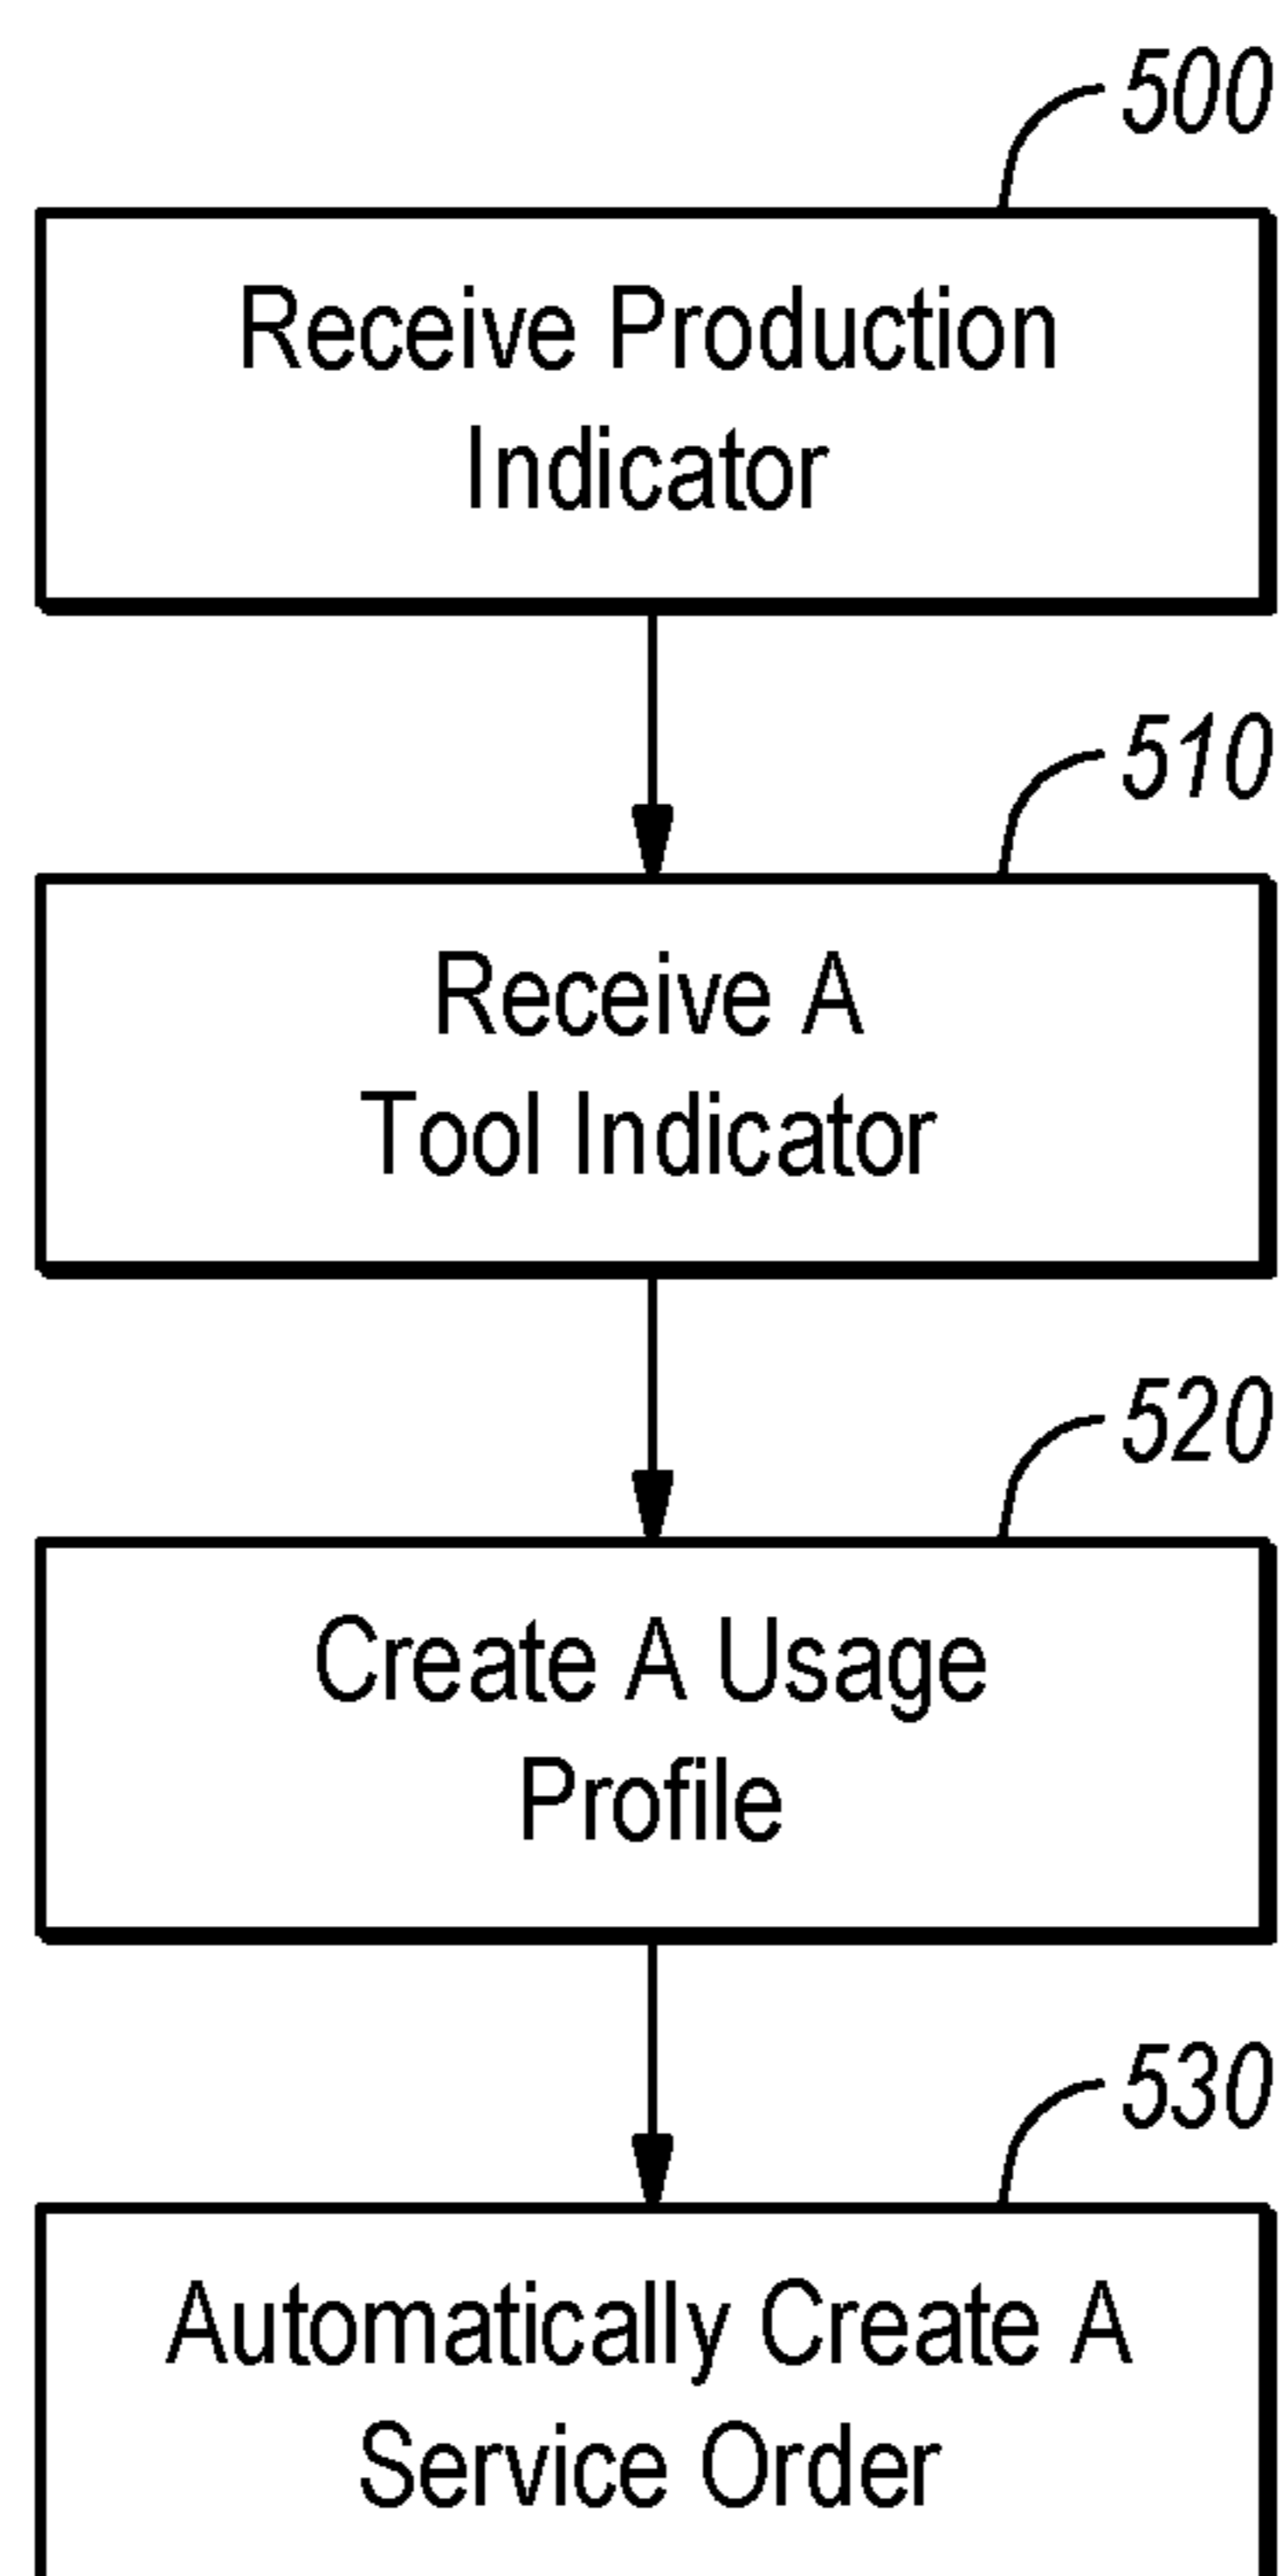 500
Receive Production
Indicator
510
Receive A
Tool Indicator
520
Create A Usage
Profile
530
Automatically Create A
Service Order